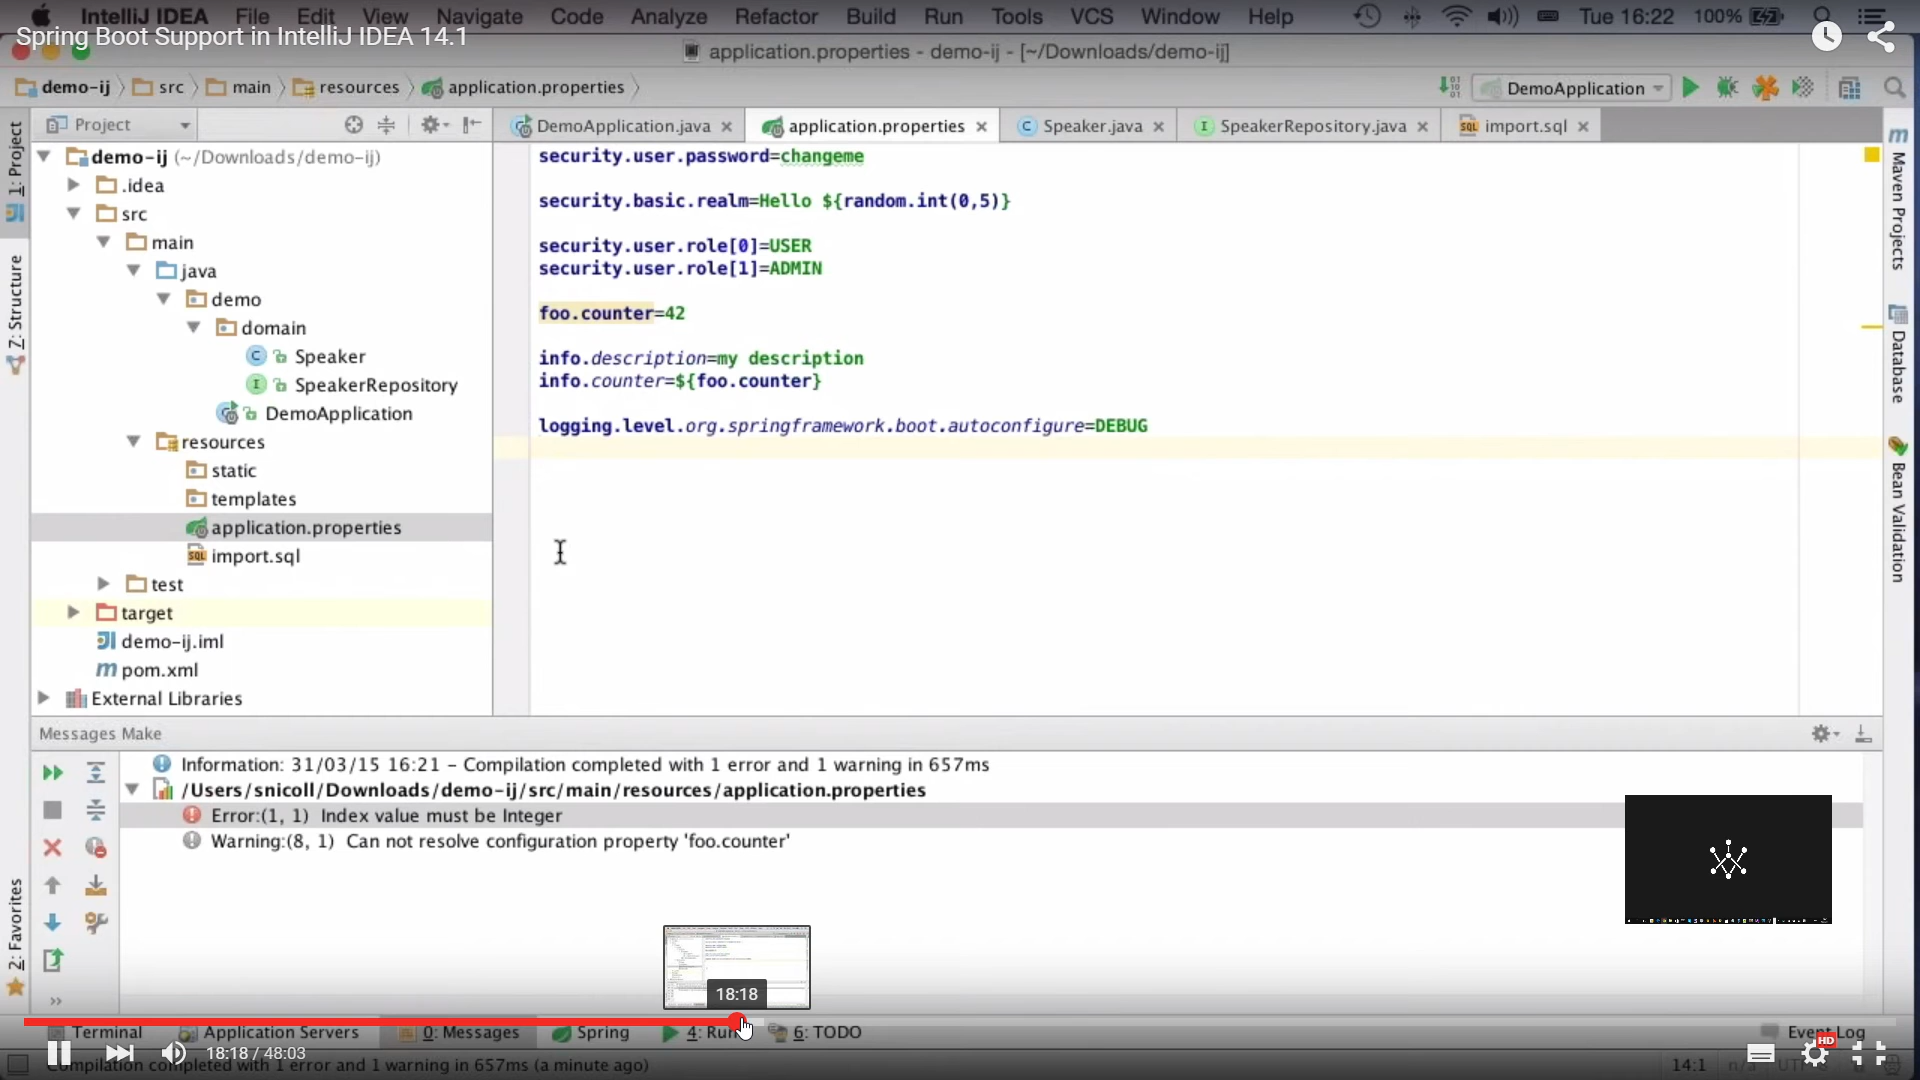 IntelliJ IDEA File Edit View Navigate Code Analyze Refactor Build Run Tools VCS Window Help Tue 16:22 100%
Spring Boot Support in IntelliJ IDEA 14.1
application.properties - demo-ij - [~/Downloads/demo-ij]
demo-ij src main resources application.properties DemoApplication
Project
DemoApplication.java application.properties Speaker.java SpeakerRepository.java import.sql
1: Project
Z: Structure
2: Favorites
demo-ij (~/Downloads/demo-ij)
.idea
src
main
java
demo
domain
Speaker
SpeakerRepository
DemoApplication
resources
static
templates
application.properties
import.sql
test
target
demo-ij.iml
pom.xml
External Libraries
security.user.password=changeme
security.basic.realm=Hello ${random.int(0,5)}
security.user.role[0]=USER
security.user.role[1]=ADMIN
foo.counter=42
info.description=my description
info.counter=${foo.counter}
logging.level.org.springframework.boot.autoconfigure=DEBUG
Maven Projects
Database
Bean Validation
Messages Make
Information: 31/03/15 16:21 – Compilation completed with 1 error and 1 warning in 657ms
/Users/snicoll/Downloads/demo-ij/src/main/resources/application.properties
Error:(1, 1) Index value must be Integer
Warning:(8, 1) Can not resolve configuration property 'foo.counter'
18:18
Terminal Application Servers 0: Messages Spring 4: Run 6: TODO Event Log
18:18 / 48:03 HD
Compilation completed with 1 error and 1 warning in 657ms (a minute ago) 14:1 n/a